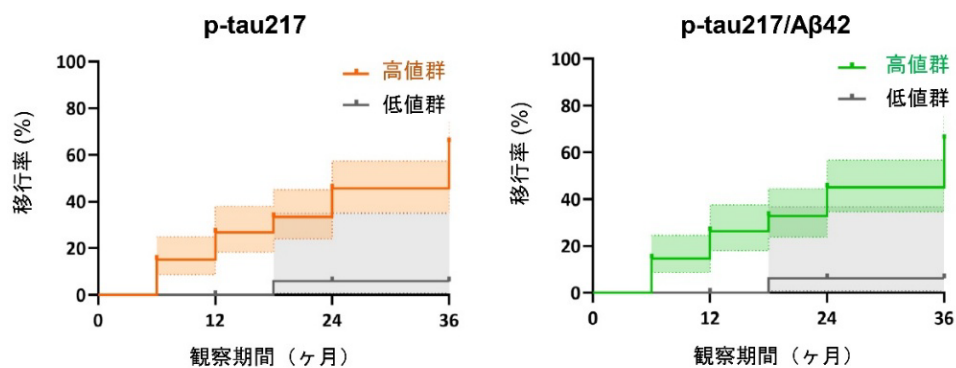 p-tau217
100
80
60
40
20
0
移行率 (%)
高値群
低値群
0
12
24
36
観察期間（ヶ月）
p-tau217/Aβ42
100
80
60
40
20
0
移行率 (%)
高値群
低値群
0
12
24
36
観察期間（ヶ月）